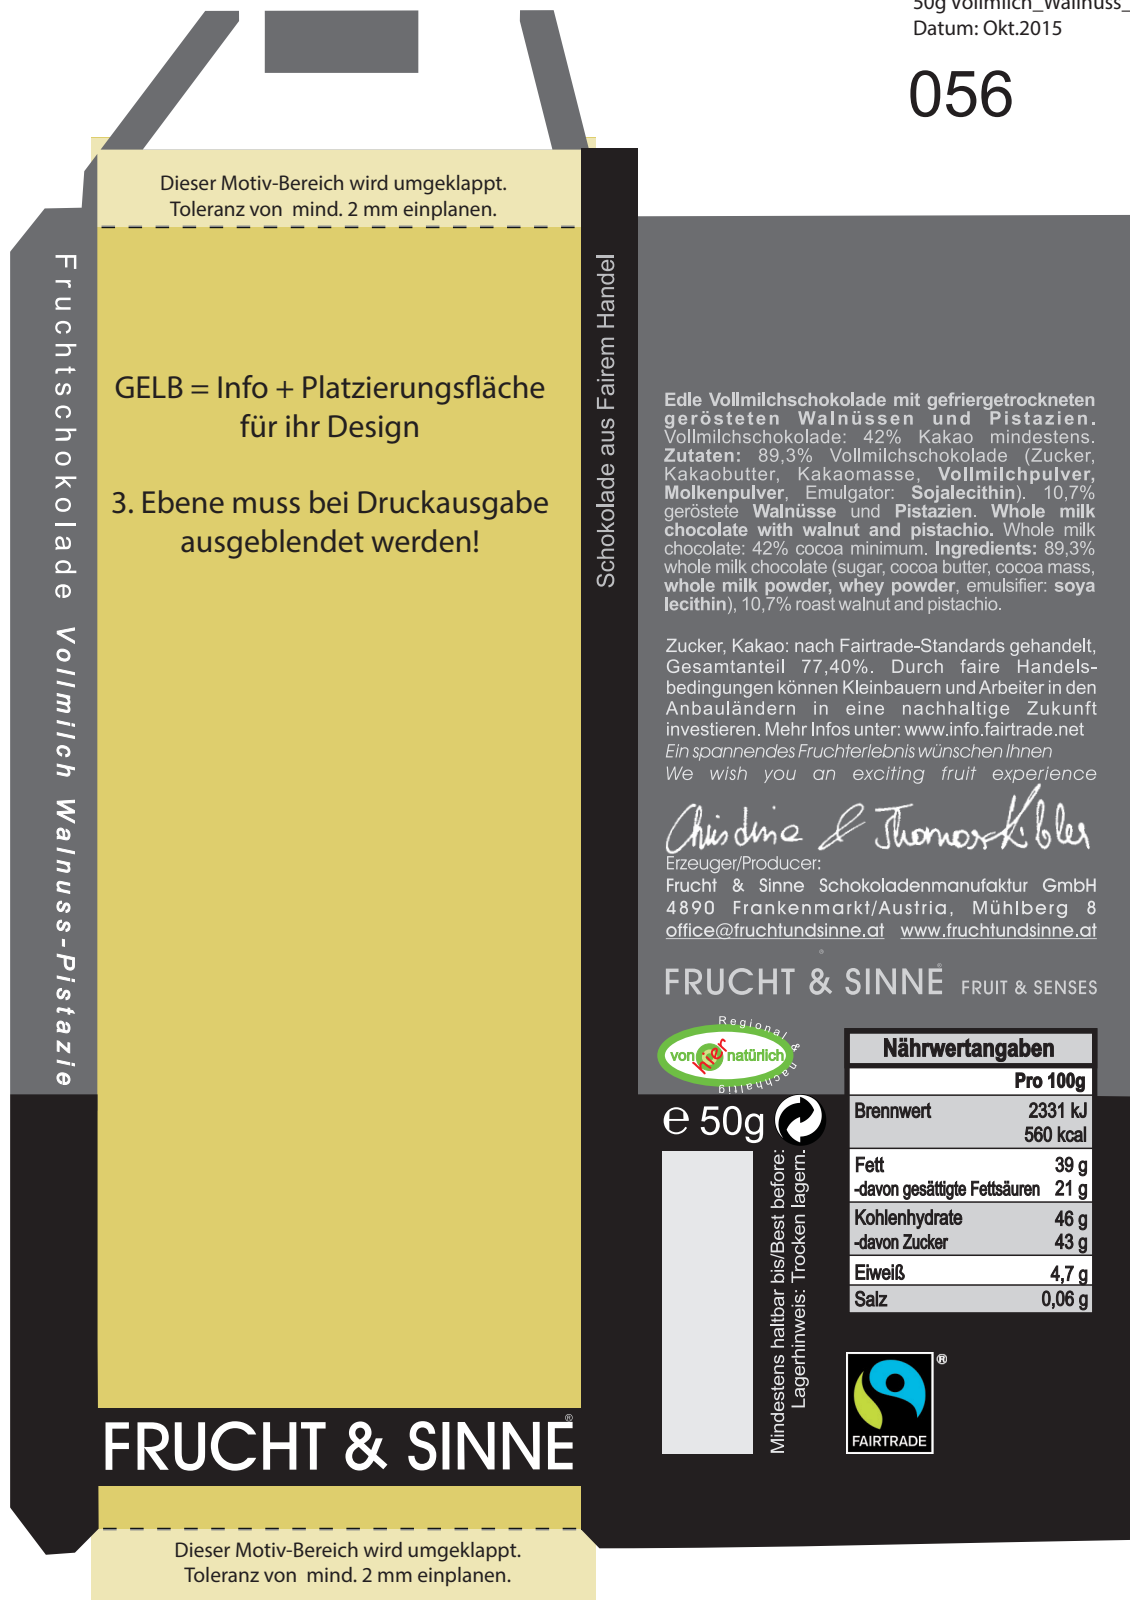 50g Vollmilch_Wallnuss_
Datum: Okt.2015
056
Dieser Motiv-Bereich wird umgeklappt.
Toleranz von mind. 2 mm einplanen.
Fruchtschokolade Vollmilch Walnuss-Pistazie
GELB = Info + Platzierungsfläche
für ihr Design
3. Ebene muss bei Druckausgabe
ausgeblendet werden!
FRUCHT & SINNE®
Dieser Motiv-Bereich wird umgeklappt.
Toleranz von mind. 2 mm einplanen.
Schokolade aus Fairem Handel
Edle Vollmilchschokolade mit gefriergetrockneten
gerösteten Walnüssen und Pistazien.
Vollmilchschokolade: 42% Kakao mindestens.
Zutaten: 89,3% Vollmilchschokolade (Zucker,
Kakaobutter, Kakaomasse, Vollmilchpulver,
Molkenpulver, Emulgator: Sojalecithin). 10,7%
geröstete Walnüsse und Pistazien. Whole milk
chocolate with walnut and pistachio. Whole milk
chocolate: 42% cocoa minimum. Ingredients: 89,3%
whole milk chocolate (sugar, cocoa butter, cocoa mass,
whole milk powder, whey powder, emulsifier: soya
lecithin), 10,7% roast walnut and pistachio.
Zucker, Kakao: nach Fairtrade-Standards gehandelt,
Gesamtanteil 77,40%. Durch faire Handels-
bedingungen können Kleinbauern und Arbeiter in den
Anbauländern in eine nachhaltige Zukunft
investieren. Mehr Infos unter: www.info.fairtrade.net
Ein spannendes Fruchterlebnis wünschen Ihnen
We wish you an exciting fruit experience
Christina & Thomas Kibler
Erzeuger/Producer:
Frucht & Sinne Schokoladenmanufaktur GmbH
4890 Frankenmarkt/Austria, Mühlberg 8
office@fruchtundsinne.at www.fruchtundsinne.at
FRUCHT & SINNE® FRUIT & SENSES
Regional & nachhaltig
von hier natürlich
℮ 50g
Mindestens haltbar bis/Best before:
Lagerhinweis: Trocken lagern.
Nährwertangaben
Pro 100g
Brennwert 2331 kJ
560 kcal
Fett 39 g
-davon gesättigte Fettsäuren 21 g
Kohlenhydrate 46 g
-davon Zucker 43 g
Eiweiß 4,7 g
Salz 0,06 g
®
FAIRTRADE